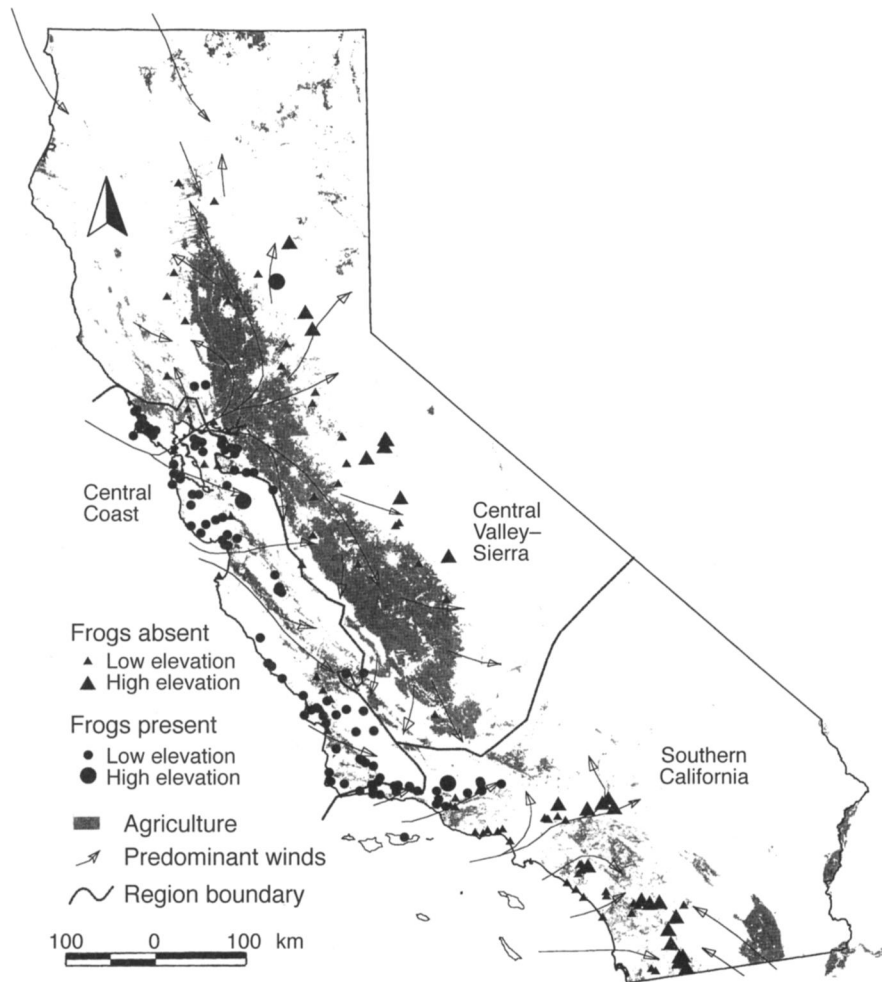 Central
Coast
Central
Valley–
Sierra
Frogs absent
Low elevation
High elevation
Frogs present
Low elevation
High elevation
Southern
California
Agriculture
Predominant winds
Region boundary
100 0 100 km